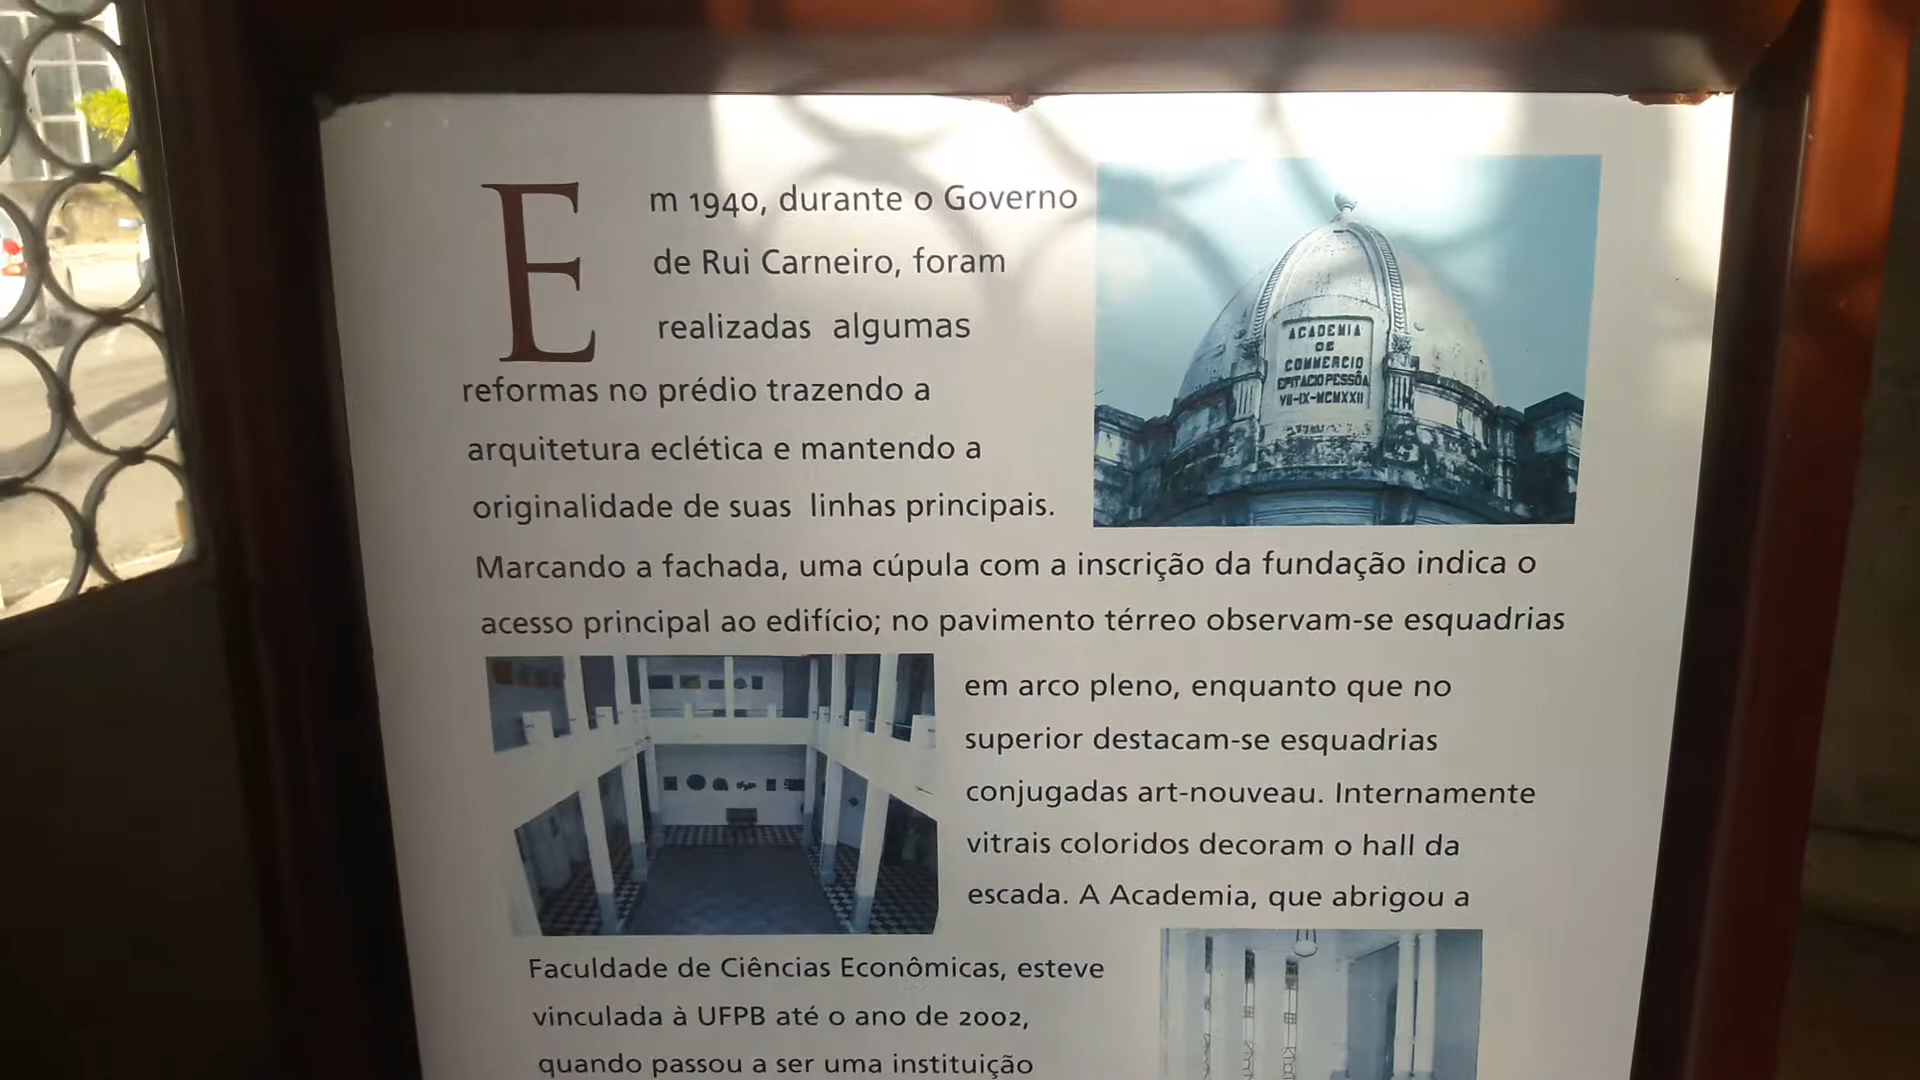 Em 1940, durante o Governo
de Rui Carneiro, foram
realizadas algumas
reformas no prédio trazendo a
arquitetura eclética e mantendo a
originalidade de suas linhas principais.
ACADEMIA
DE
COMMERCIO
EPITACIO PESSÔA
VII-IX-MCMXXII
Marcando a fachada, uma cúpula com a inscrição da fundação indica o
acesso principal ao edifício; no pavimento térreo observam-se esquadrias
em arco pleno, enquanto que no
superior destacam-se esquadrias
conjugadas art-nouveau. Internamente
vitrais coloridos decoram o hall da
escada. A Academia, que abrigou a
Faculdade de Ciências Econômicas, esteve
vinculada à UFPB até o ano de 2002,
quando passou a ser uma instituição